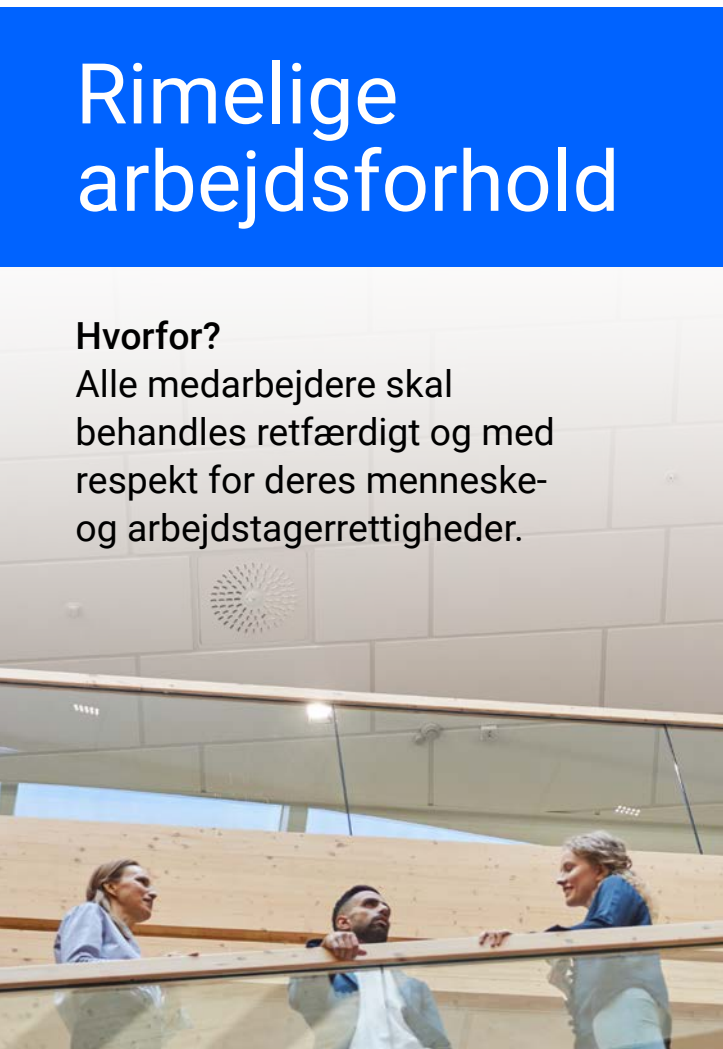 Rimelige
arbejdsforhold
Hvorfor?
Alle medarbejdere skal
behandles retfærdigt og med
respekt for deres menneske-
og arbejdstagerrettigheder.